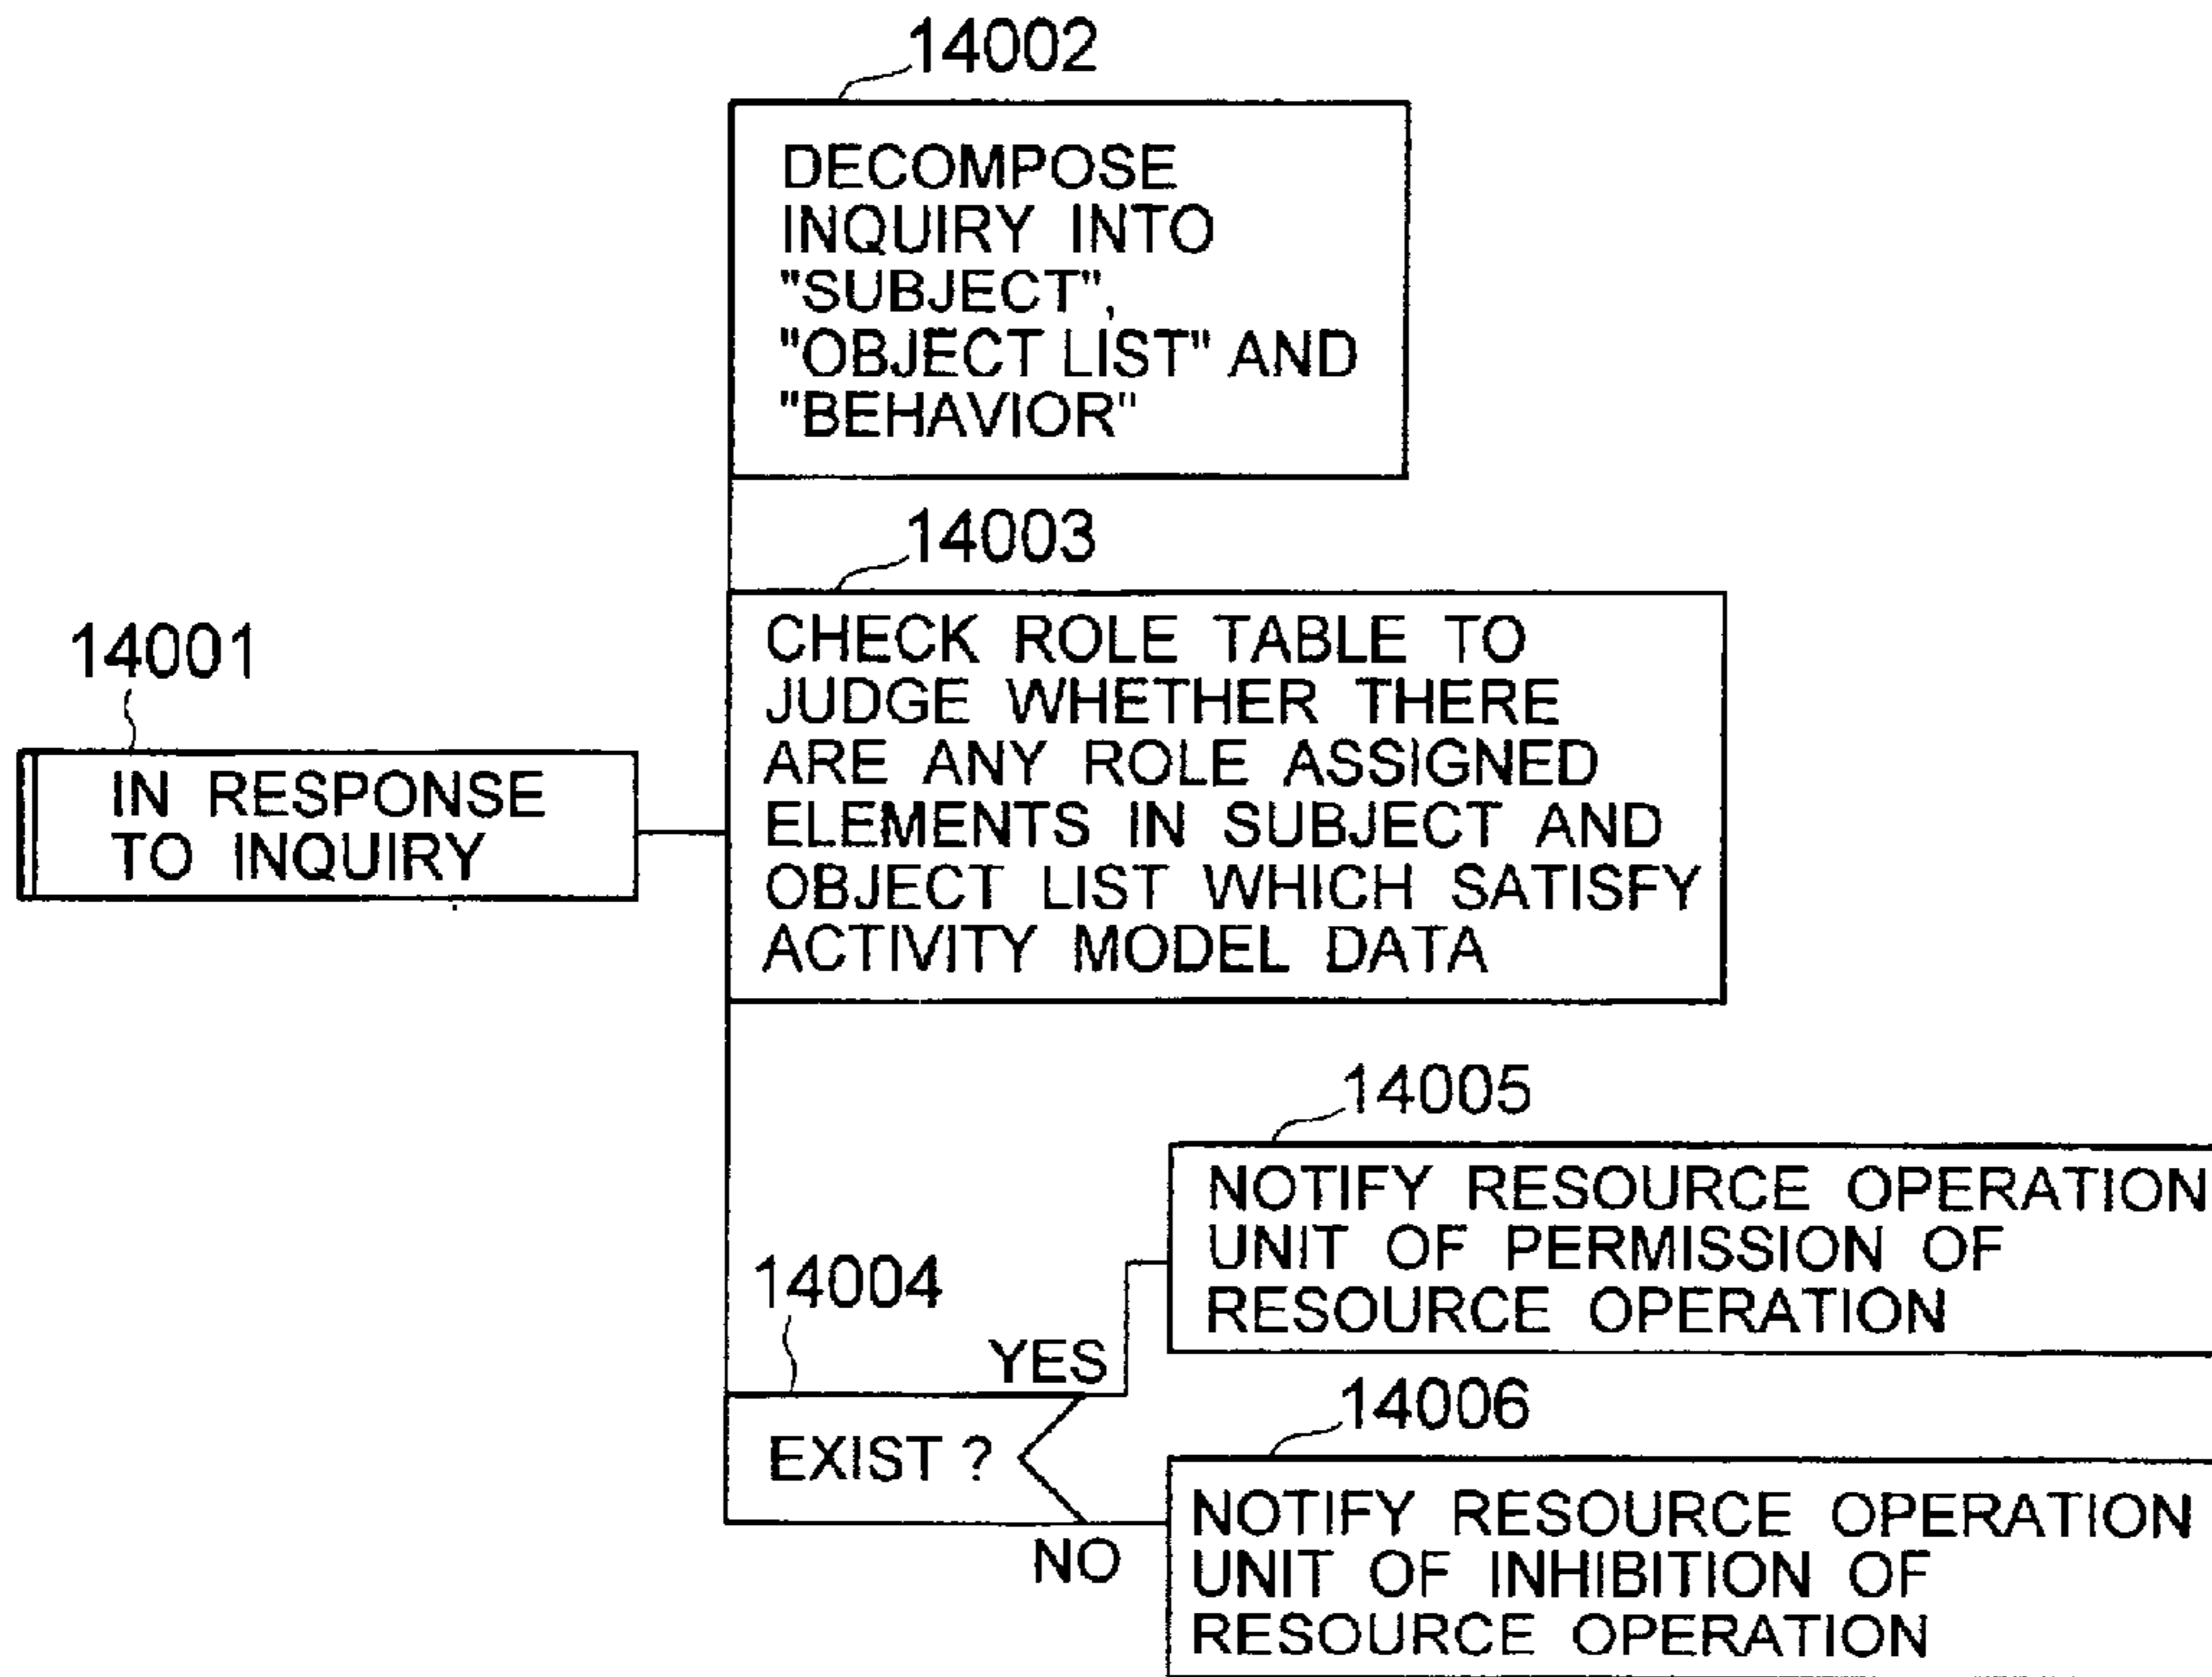 14001
IN RESPONSE
TO INQUIRY
14002
DECOMPOSE
INQUIRY INTO
"SUBJECT",
"OBJECT LIST" AND
"BEHAVIOR"
14003
CHECK ROLE TABLE TO
JUDGE WHETHER THERE
ARE ANY ROLE ASSIGNED
ELEMENTS IN SUBJECT AND
OBJECT LIST WHICH SATISFY
ACTIVITY MODEL DATA
14004
EXIST ?
YES
14005
NOTIFY RESOURCE OPERATION
UNIT OF PERMISSION OF
RESOURCE OPERATION
NO
14006
NOTIFY RESOURCE OPERATION
UNIT OF INHIBITION OF
RESOURCE OPERATION